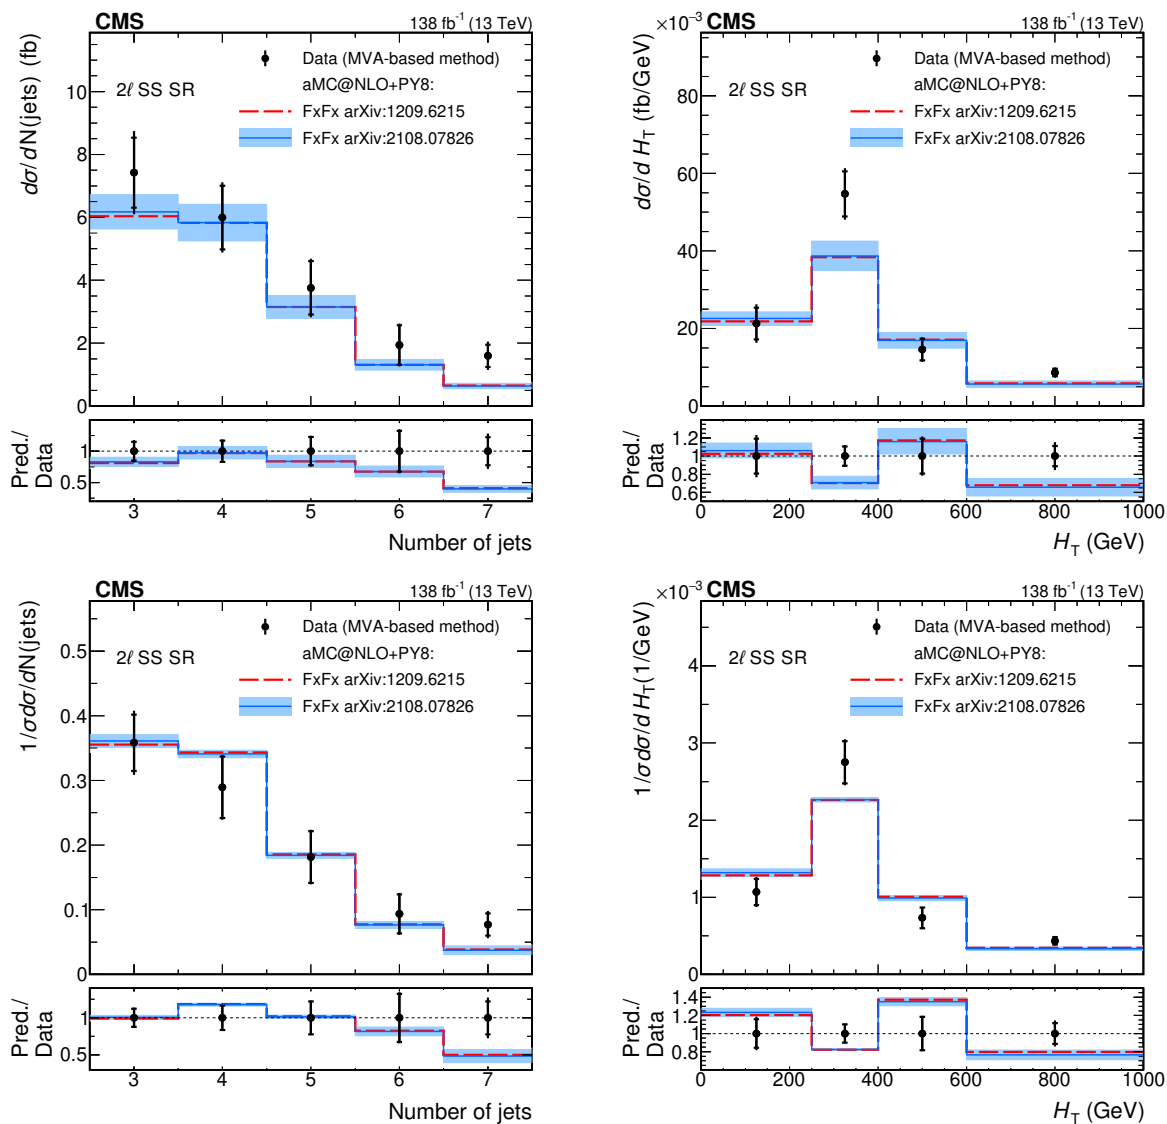 CMS 138 fb⁻¹ (13 TeV)
dσ/dN(jets) (fb)
2ℓ SS SR
Data (MVA-based method)
aMC@NLO+PY8:
FxFx arXiv:1209.6215
FxFx arXiv:2108.07826
10
8
6
4
2
0
Pred./
Data
1
0.5
3 4 5 6 7
Number of jets
×10⁻³ CMS 138 fb⁻¹ (13 TeV)
dσ/d H_T (fb/GeV)
2ℓ SS SR
Data (MVA-based method)
aMC@NLO+PY8:
FxFx arXiv:1209.6215
FxFx arXiv:2108.07826
80
60
40
20
0
Pred./
Data
1.2
1.0
0.8
0.6
0 200 400 600 800 1000
H_T (GeV)
CMS 138 fb⁻¹ (13 TeV)
1/σdσ/dN(jets)
2ℓ SS SR
Data (MVA-based method)
aMC@NLO+PY8:
FxFx arXiv:1209.6215
FxFx arXiv:2108.07826
0.5
0.4
0.3
0.2
0.1
0
Pred./
Data
1
0.5
3 4 5 6 7
Number of jets
×10⁻³ CMS 138 fb⁻¹ (13 TeV)
1/σdσ/d H_T(1/GeV)
2ℓ SS SR
Data (MVA-based method)
aMC@NLO+PY8:
FxFx arXiv:1209.6215
FxFx arXiv:2108.07826
4
3
2
1
0
Pred./
Data
1.4
1.2
1.0
0.8
0 200 400 600 800 1000
H_T (GeV)